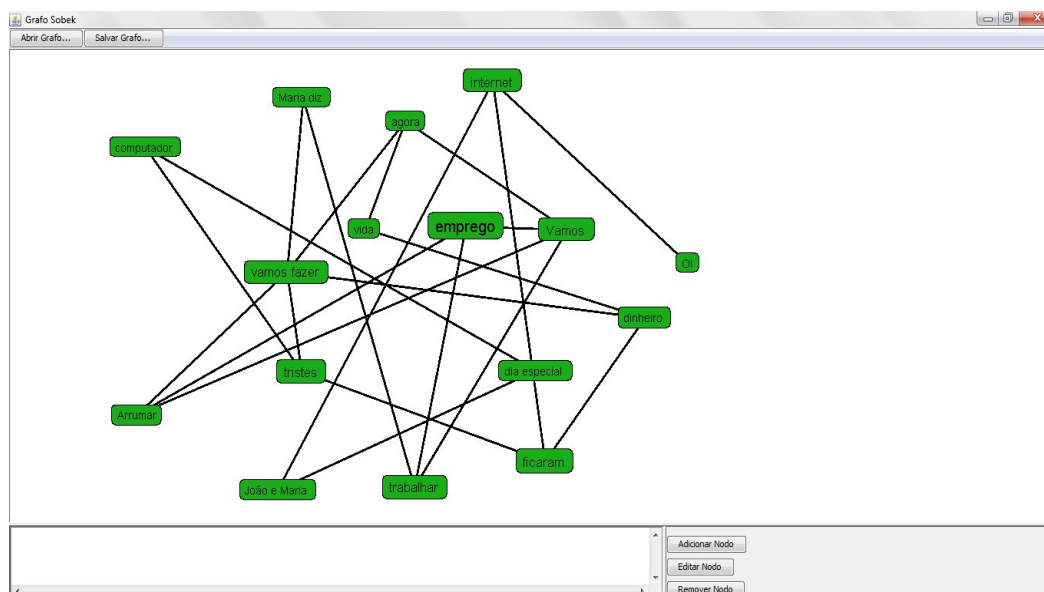 Grafo Sobek
Abrir Grafo... Salvar Grafo...
internet
Maria diz
agora
computador
vida
emprego
Vamos
Oi
vamos fazer
dinheiro
tristes
dia especial
Arrumar
ficaram
João e Maria
trabalhar
Adicionar Nodo
Editar Nodo
Remover Nodo